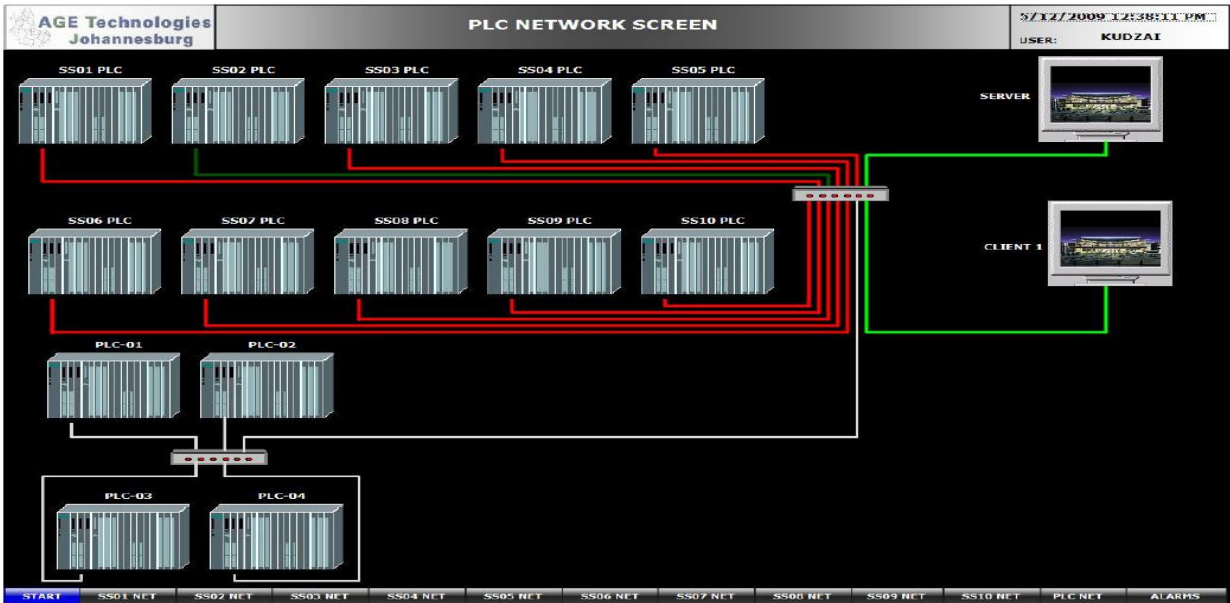 AGE Technologies
Johannesburg
PLC NETWORK SCREEN
5/12/2009 12:38:11 PM
USER: KUDZAI
SS01 PLC
SS02 PLC
SS03 PLC
SS04 PLC
SS05 PLC
SERVER
SS06 PLC
SS07 PLC
SS08 PLC
SS09 PLC
SS10 PLC
CLIENT 1
PLC-01
PLC-02
PLC-03
PLC-04
START
SS01 NET
SS02 NET
SS03 NET
SS04 NET
SS05 NET
SS06 NET
SS07 NET
SS08 NET
SS09 NET
SS10 NET
PLC NET
ALARMS